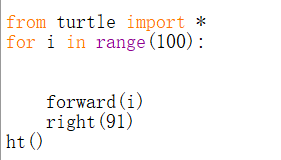 from turtle import *
for i in range(100):
    forward(i)
    right(91)
ht()